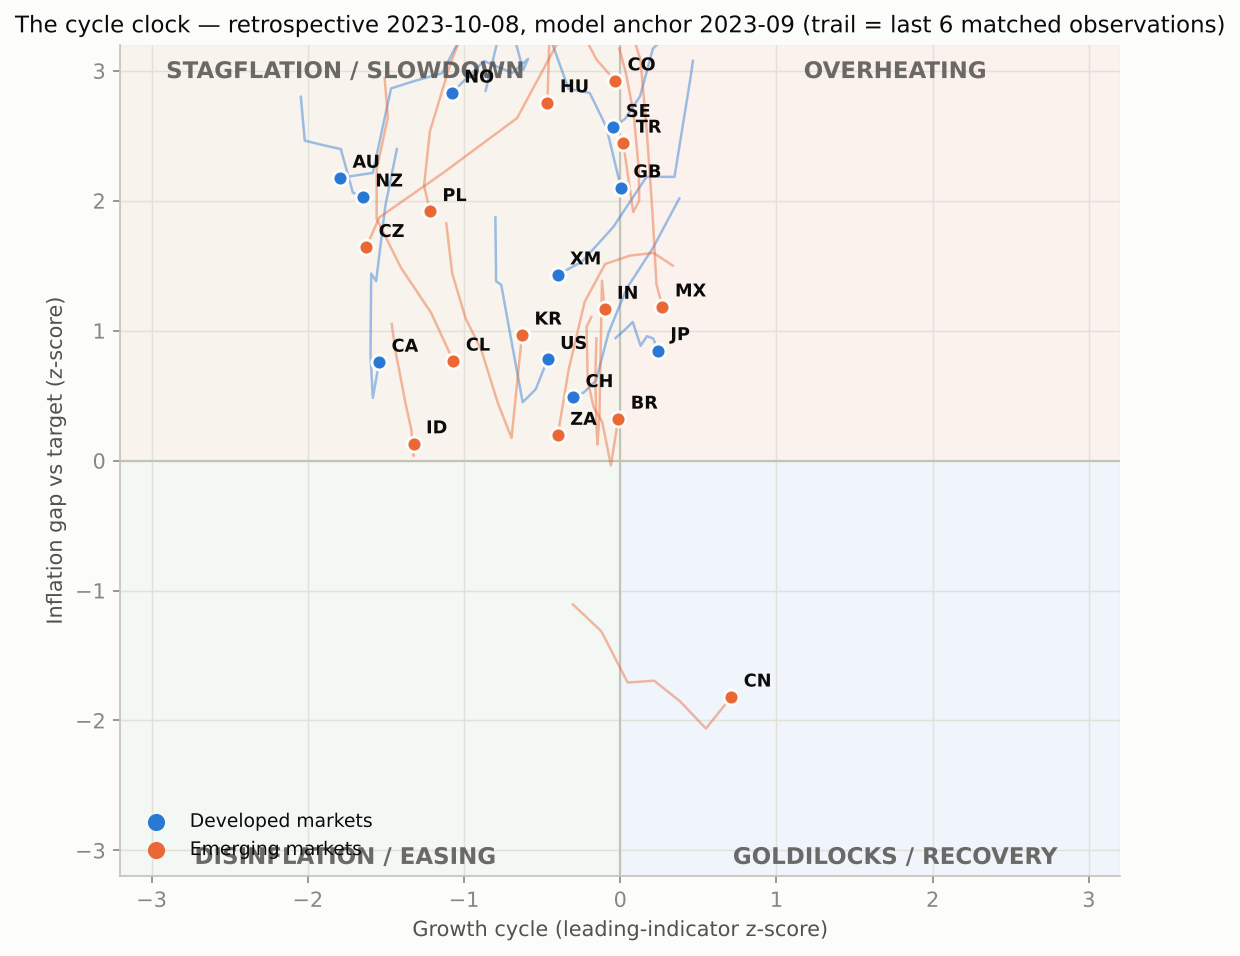 The cycle clock — retrospective 2023-10-08, model anchor 2023-09 (trail = last 6 matched observations)
STAGFLATION / SLOWDOWN
OVERHEATING
CO
NO
HU
SE
TR
AU
GB
NZ
PL
CZ
XM
IN
MX
KR
JP
US
CA
CL
CH
BR
ZA
ID
CN
Developed markets
Emerging markets
DISINFLATION / EASING
GOLDILOCKS / RECOVERY
3
2
1
0
−1
−2
−3
−3
−2
−1
0
1
2
3
Inflation gap vs target (z-score)
Growth cycle (leading-indicator z-score)